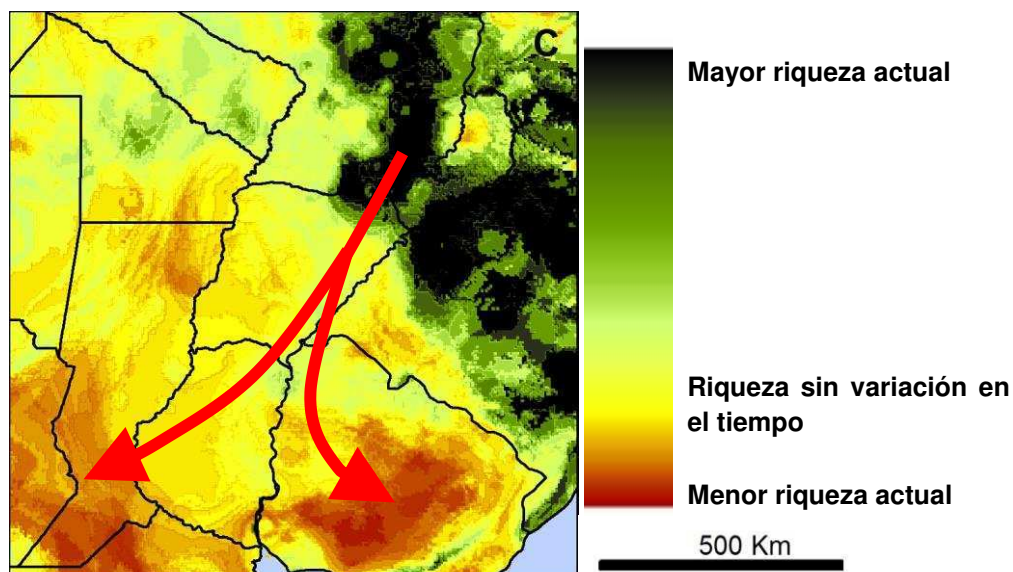 C
Mayor riqueza actual
Riqueza sin variación en
el tiempo
Menor riqueza actual
500 Km